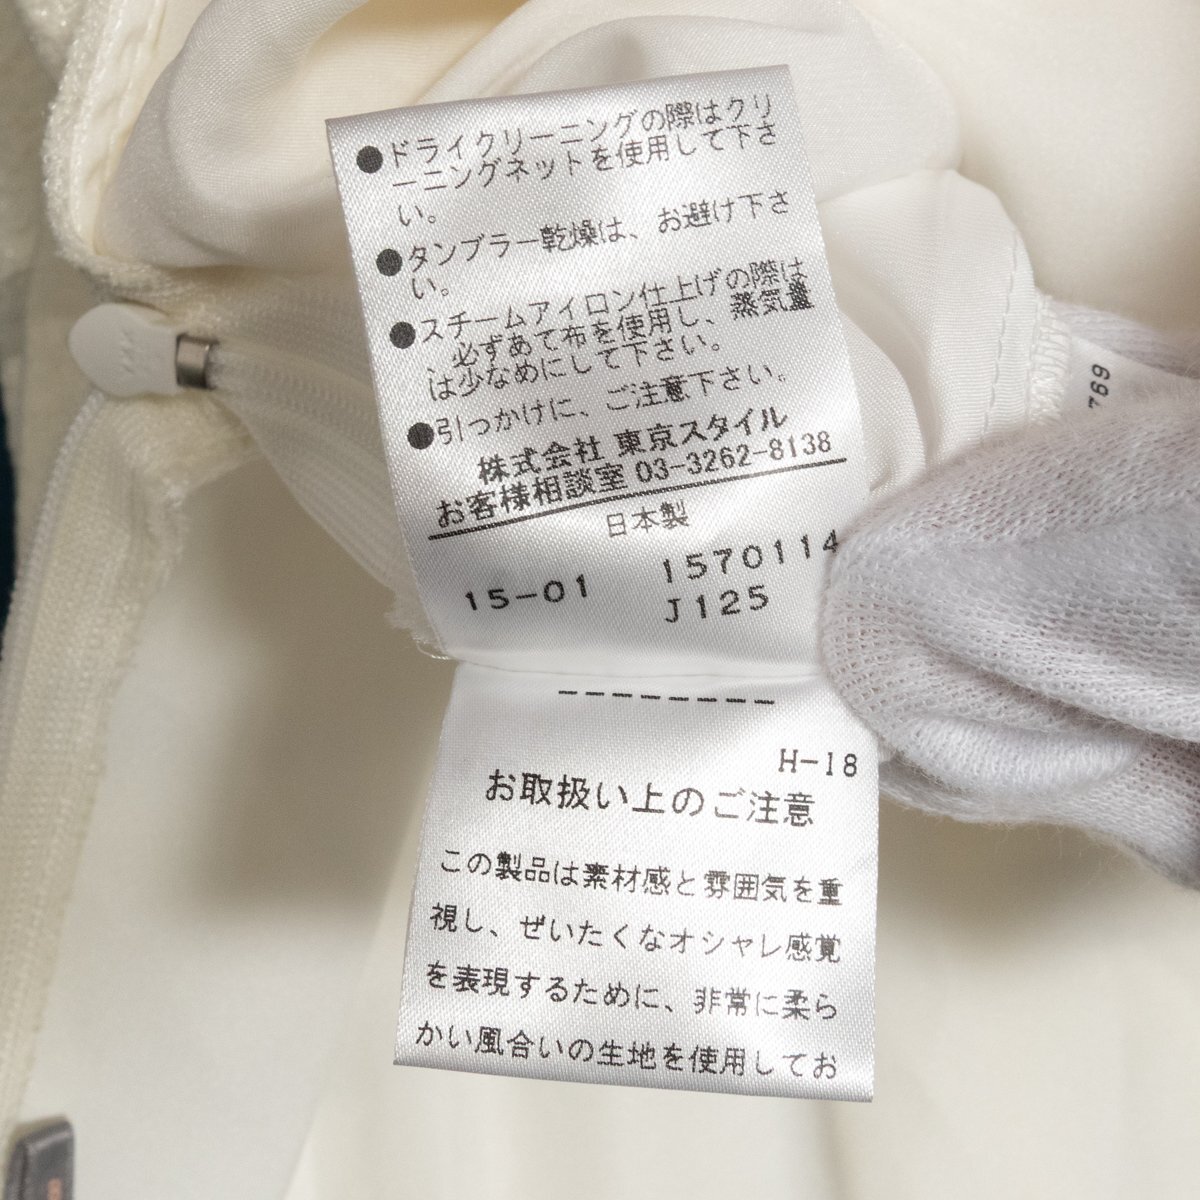 ●ドライクリーニングの際はクリ
ーニングネットを使用して下さ
い。
●タンブラー乾燥は、お避け下さ
い。
●スチームアイロン仕上げの際は
、必ずあて布を使用し、蒸気量
は少なめにして下さい。
●引っかけに、ご注意下さい。
株式会社 東京スタイル
お客様相談室 03-3262-8138
日本製
15-01 1570114
J125
---------
H-18
お取扱い上のご注意
この製品は素材感と雰囲気を重
視し、ぜいたくなオシャレ感覚
を表現するために、非常に柔ら
かい風合いの生地を使用してお
769
YKK